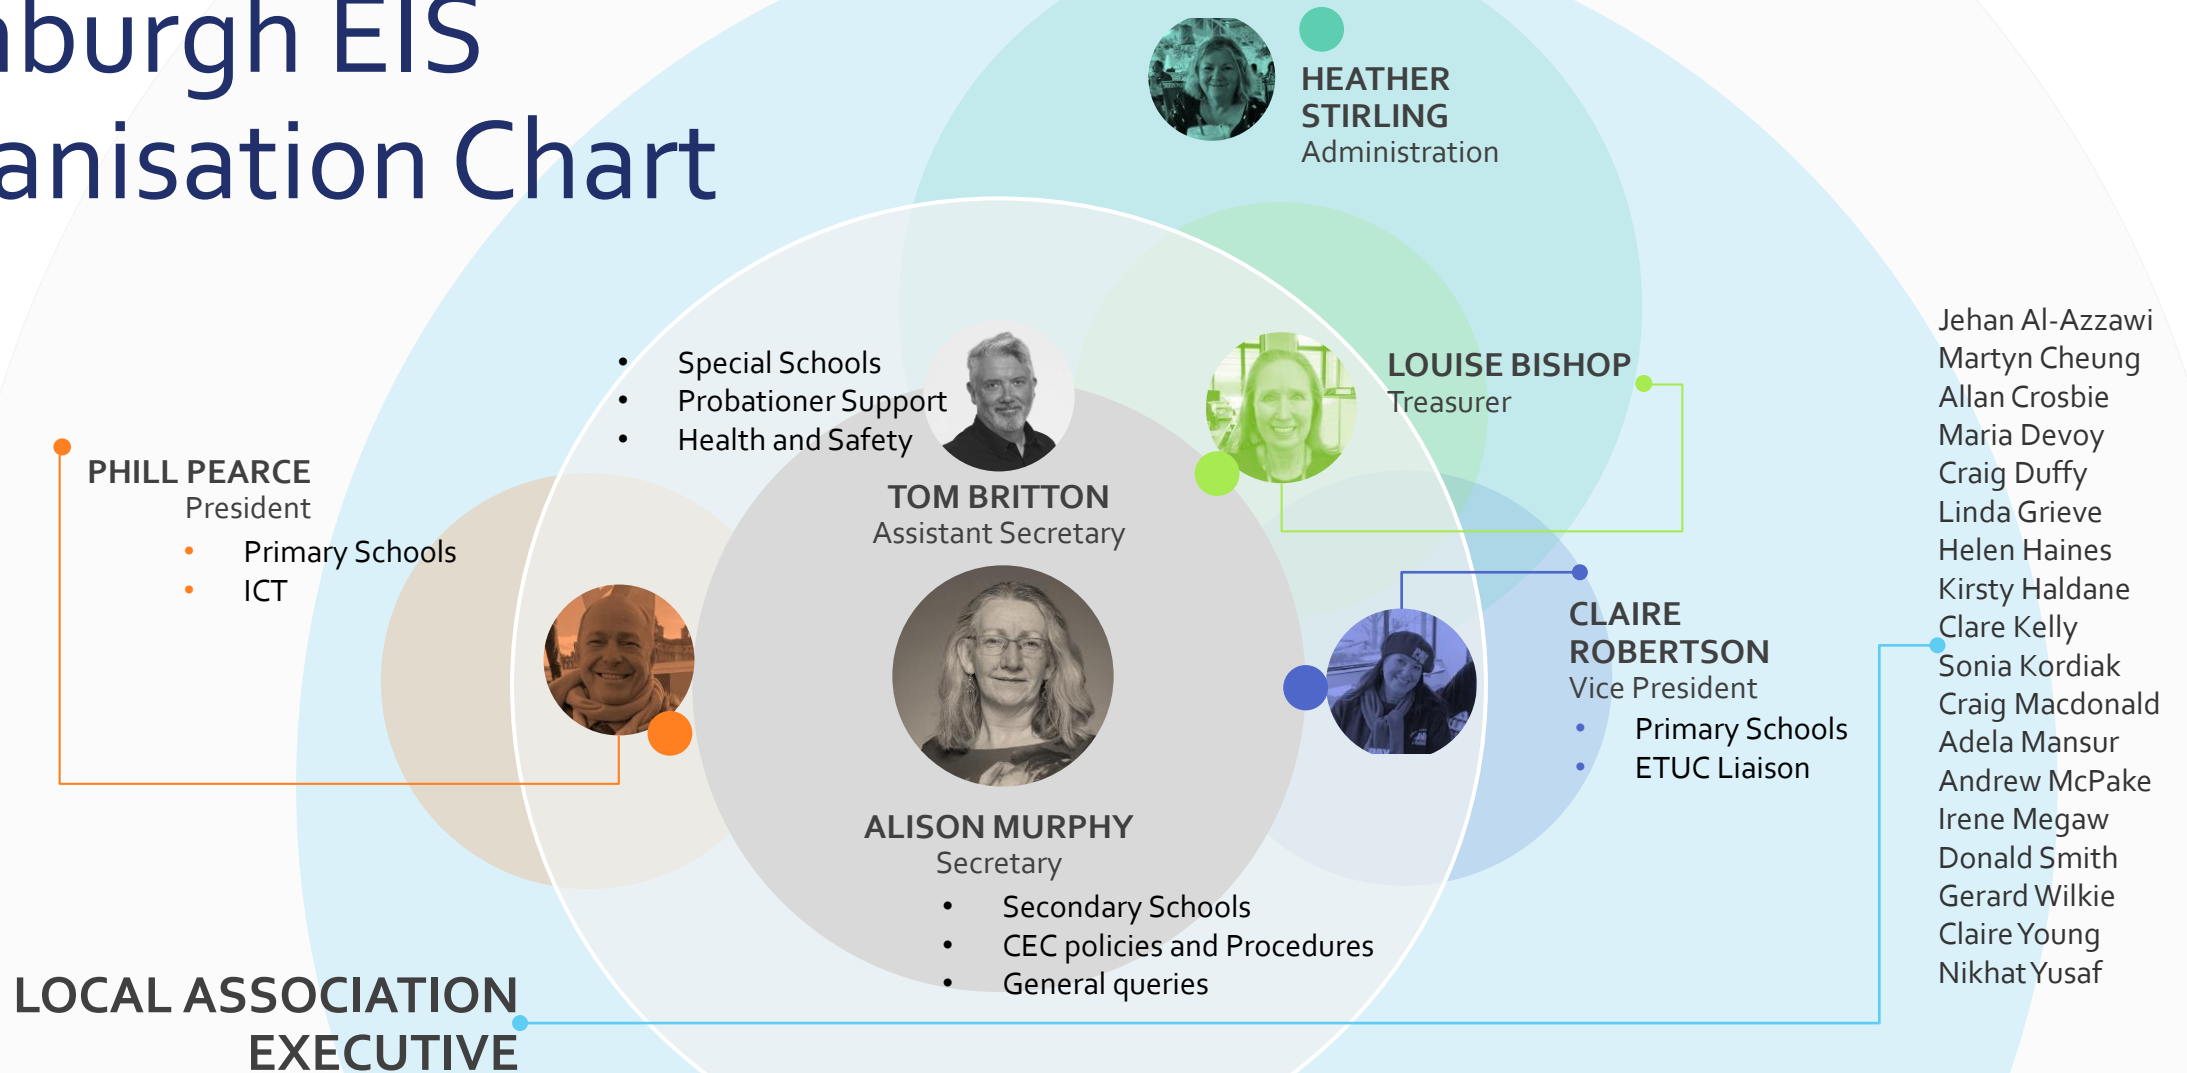 nburgh EIS
anisation Chart
HEATHER
STIRLING
Administration
• Special Schools
• Probationer Support
• Health and Safety
TOM BRITTON
Assistant Secretary
LOUISE BISHOP
Treasurer
PHILL PEARCE
President
• Primary Schools
• ICT
CLAIRE
ROBERTSON
Vice President
• Primary Schools
• ETUC Liaison
ALISON MURPHY
Secretary
• Secondary Schools
• CEC policies and Procedures
• General queries
LOCAL ASSOCIATION
EXECUTIVE
Jehan Al-Azzawi
Martyn Cheung
Allan Crosbie
Maria Devoy
Craig Duffy
Linda Grieve
Helen Haines
Kirsty Haldane
Clare Kelly
Sonia Kordiak
Craig Macdonald
Adela Mansur
Andrew McPake
Irene Megaw
Donald Smith
Gerard Wilkie
Claire Young
Nikhat Yusaf